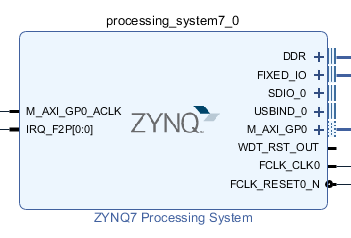 processing_system7_0
DDR
FIXED_IO
SDIO_0
USBIND_0
M_AXI_GP0_ACLK
M_AXI_GP0
IRQ_F2P[0:0]
ZYNQ
WDT_RST_OUT
FCLK_CLK0
FCLK_RESET0_N
ZYNQ7 Processing System